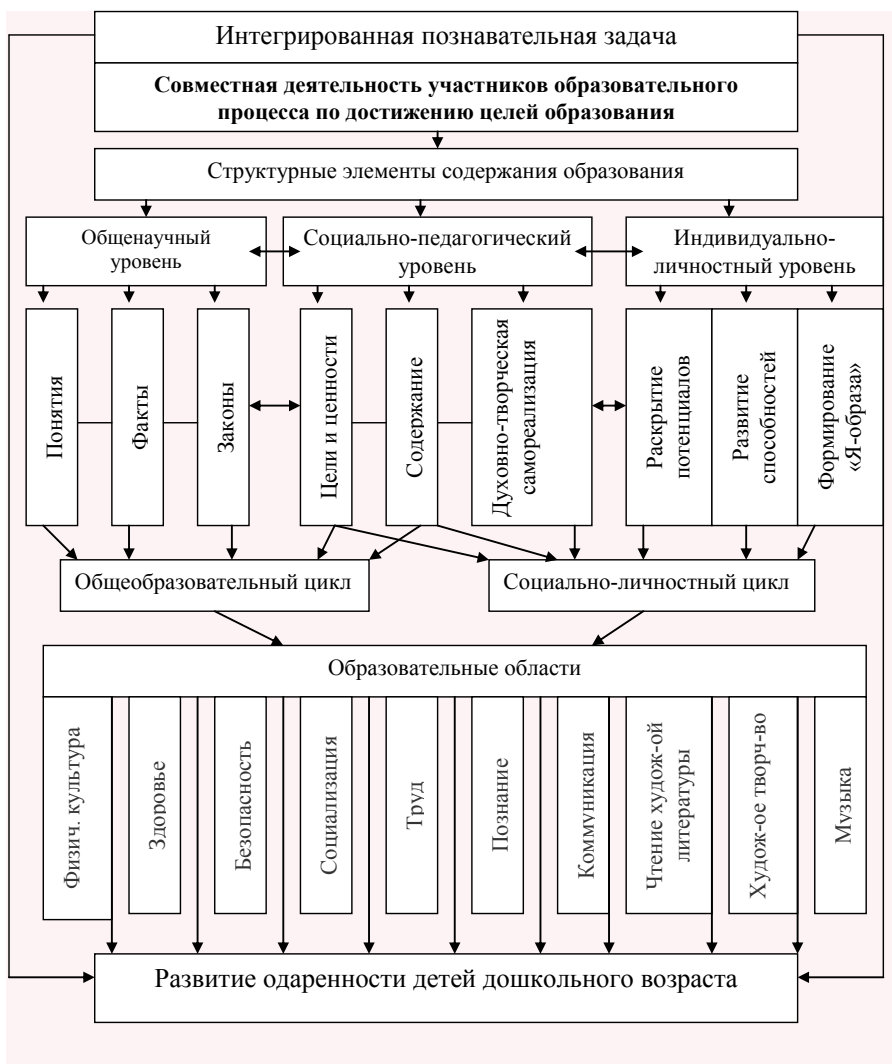 Интегрированная познавательная задача
Совместная деятельность участников образовательного
процесса по достижению целей образования
Структурные элементы содержания образования
Общенаучный
уровень
Социально-педагогический
уровень
Индивидуально-
личностный уровень
Понятия
Факты
Законы
Цели и ценности
Содержание
Духовно-творческая
самореализация
Раскрытие
потенциалов
Развитие
способностей
Формирование
«Я-образа»
Общеобразовательный цикл
Социально-личностный цикл
Образовательные области
Физич. культура
Здоровье
Безопасность
Социализация
Труд
Познание
Коммуникация
Чтение худож-ой
литературы
Худож-ое творч-во
Музыка
Развитие одаренности детей дошкольного возраста